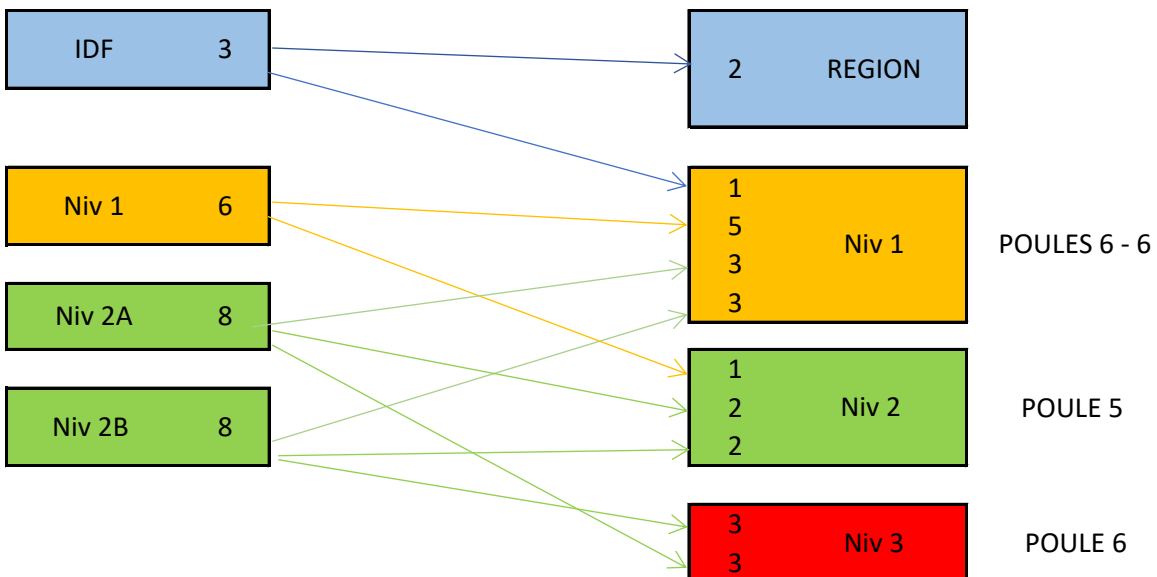 IDF 3
2 REGION
Niv 1 6
1
5
3
3
Niv 1
POULES 6 - 6
Niv 2A 8
Niv 2B 8
1
2
2
Niv 2
POULE 5
3
3
Niv 3
POULE 6